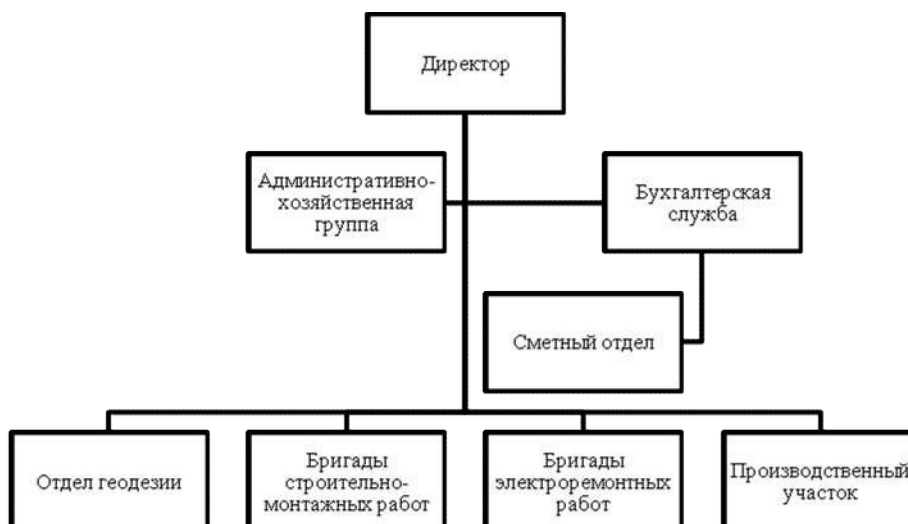 Директор
Административно-
хозяйственная
группа
Бухгалтерская
служба
Сметный отдел
Отдел геодезии
Бригады
строительно-
монтажных работ
Бригады
электроремонтных
работ
Производственный
участок